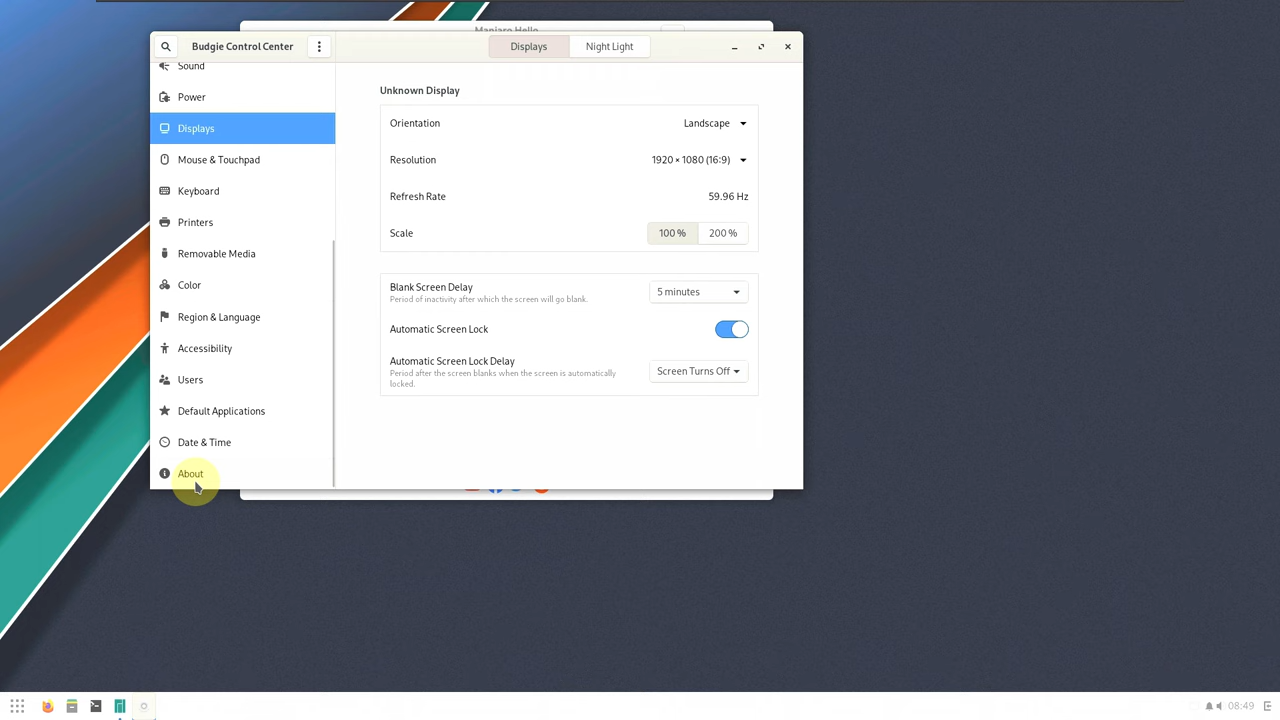 Manjaro Hello
Budgie Control Center
Displays
Night Light
Sound
Power
Displays
Mouse & Touchpad
Keyboard
Printers
Removable Media
Color
Region & Language
Accessibility
Users
Default Applications
Date & Time
About
Unknown Display
Orientation
Landscape
Resolution
1920 × 1080 (16:9)
Refresh Rate
59.96 Hz
Scale
100 %
200 %
Blank Screen Delay
Period of inactivity after which the screen will go blank.
5 minutes
Automatic Screen Lock
Automatic Screen Lock Delay
Period after the screen blanks when the screen is automatically
locked.
Screen Turns Off
08:49